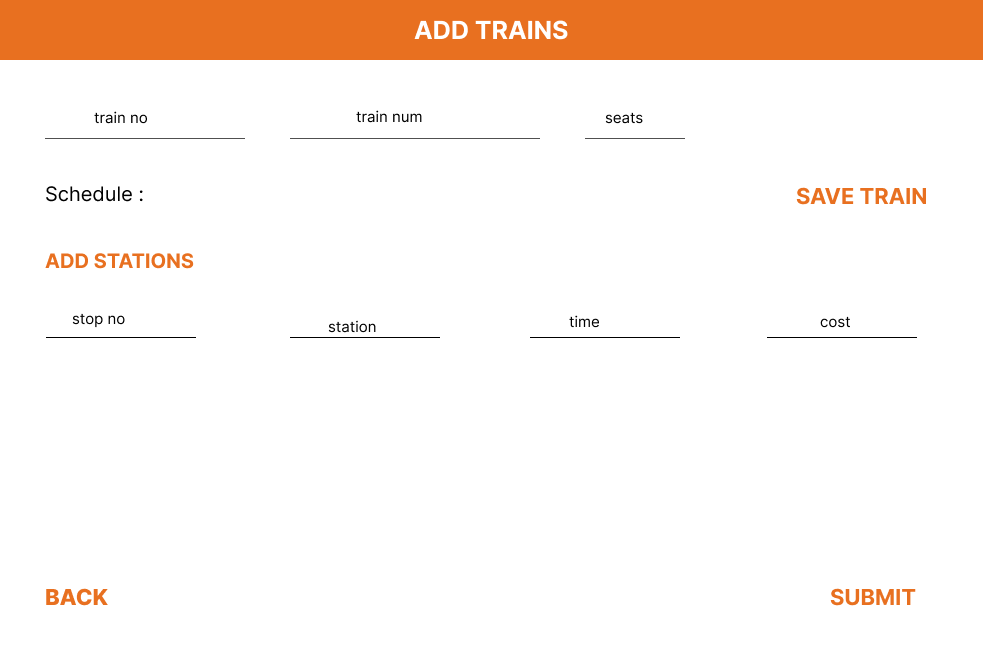 ADD TRAINS
train no train num seats
Schedule :
SAVE TRAIN
ADD STATIONS
stop no station time cost
BACK SUBMIT